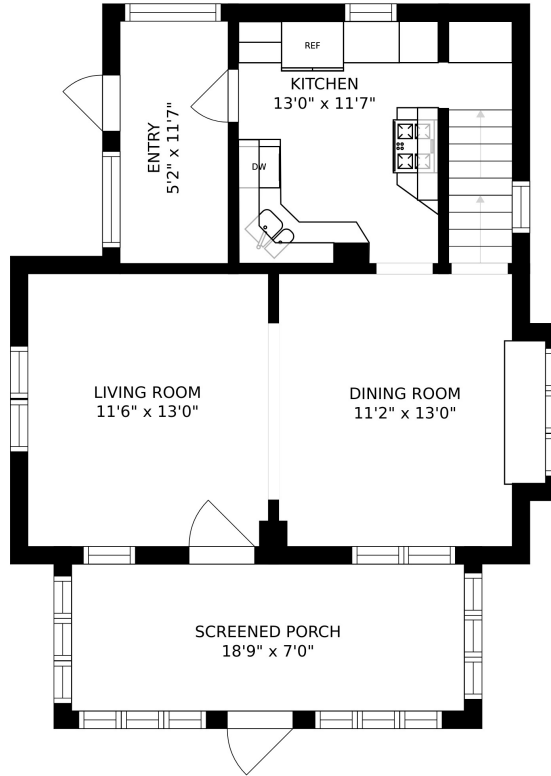 REF
KITCHEN
13'0" x 11'7"
ENTRY
5'2" x 11'7"
DW
LIVING ROOM
11'6" x 13'0"
DINING ROOM
11'2" x 13'0"
SCREENED PORCH
18'9" x 7'0"